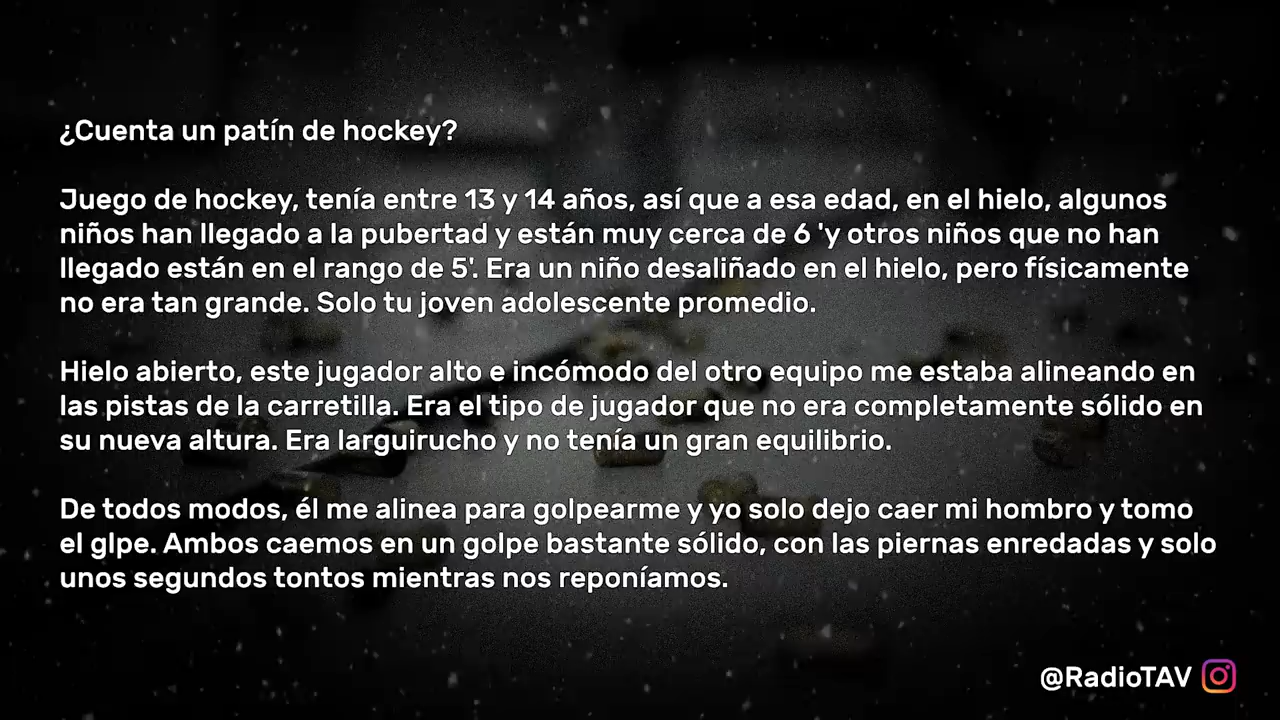 ¿Cuenta un patín de hockey?
Juego de hockey, tenía entre 13 y 14 años, así que a esa edad, en el hielo, algunos
niños han llegado a la pubertad y están muy cerca de 6 'y otros niños que no han
llegado están en el rango de 5'. Era un niño desaliñado en el hielo, pero físicamente
no era tan grande. Solo tu joven adolescente promedio.
Hielo abierto, este jugador alto e incómodo del otro equipo me estaba alineando en
las pistas de la carretilla. Era el tipo de jugador que no era completamente sólido en
su nueva altura. Era larguirucho y no tenía un gran equilibrio.
De todos modos, él me alinea para golpearme y yo solo dejo caer mi hombro y tomo
el glpe. Ambos caemos en un golpe bastante sólido, con las piernas enredadas y solo
unos segundos tontos mientras nos reponíamos.
@RadioTAV